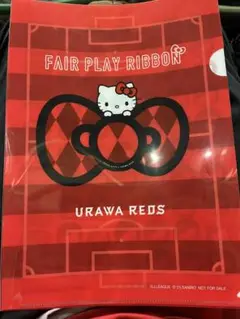 FAIR PLAY RIBBON
URAWA REDS